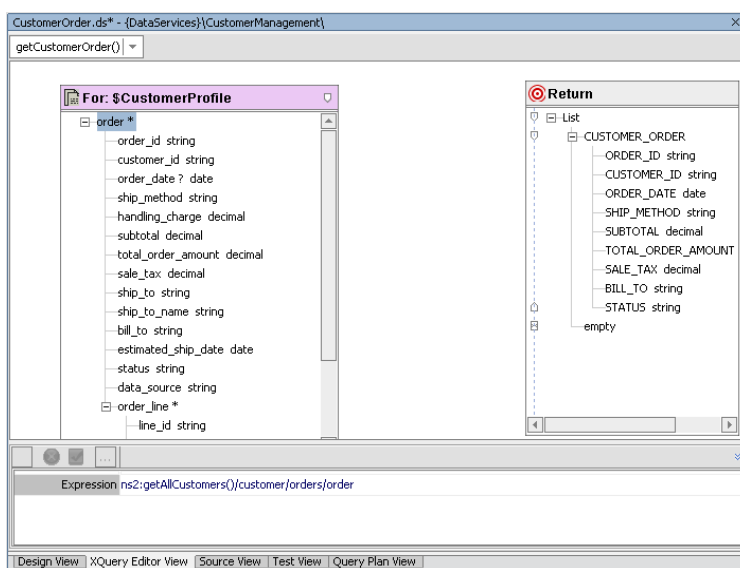 CustomerOrder.ds* - {DataServices}\CustomerManagement\
getCustomerOrder()
For: $CustomerProfile
order *
order_id string
customer_id string
order_date ? date
ship_method string
handling_charge decimal
subtotal decimal
total_order_amount decimal
sale_tax decimal
ship_to string
ship_to_name string
bill_to string
estimated_ship_date date
status string
data_source string
order_line *
line_id string
Return
List
CUSTOMER_ORDER
ORDER_ID string
CUSTOMER_ID string
ORDER_DATE date
SHIP_METHOD string
SUBTOTAL decimal
TOTAL_ORDER_AMOUNT
SALE_TAX decimal
BILL_TO string
STATUS string
empty
...
Expression ns2:getAllCustomers()/customer/orders/order
Design View XQuery Editor View Source View Test View Query Plan View